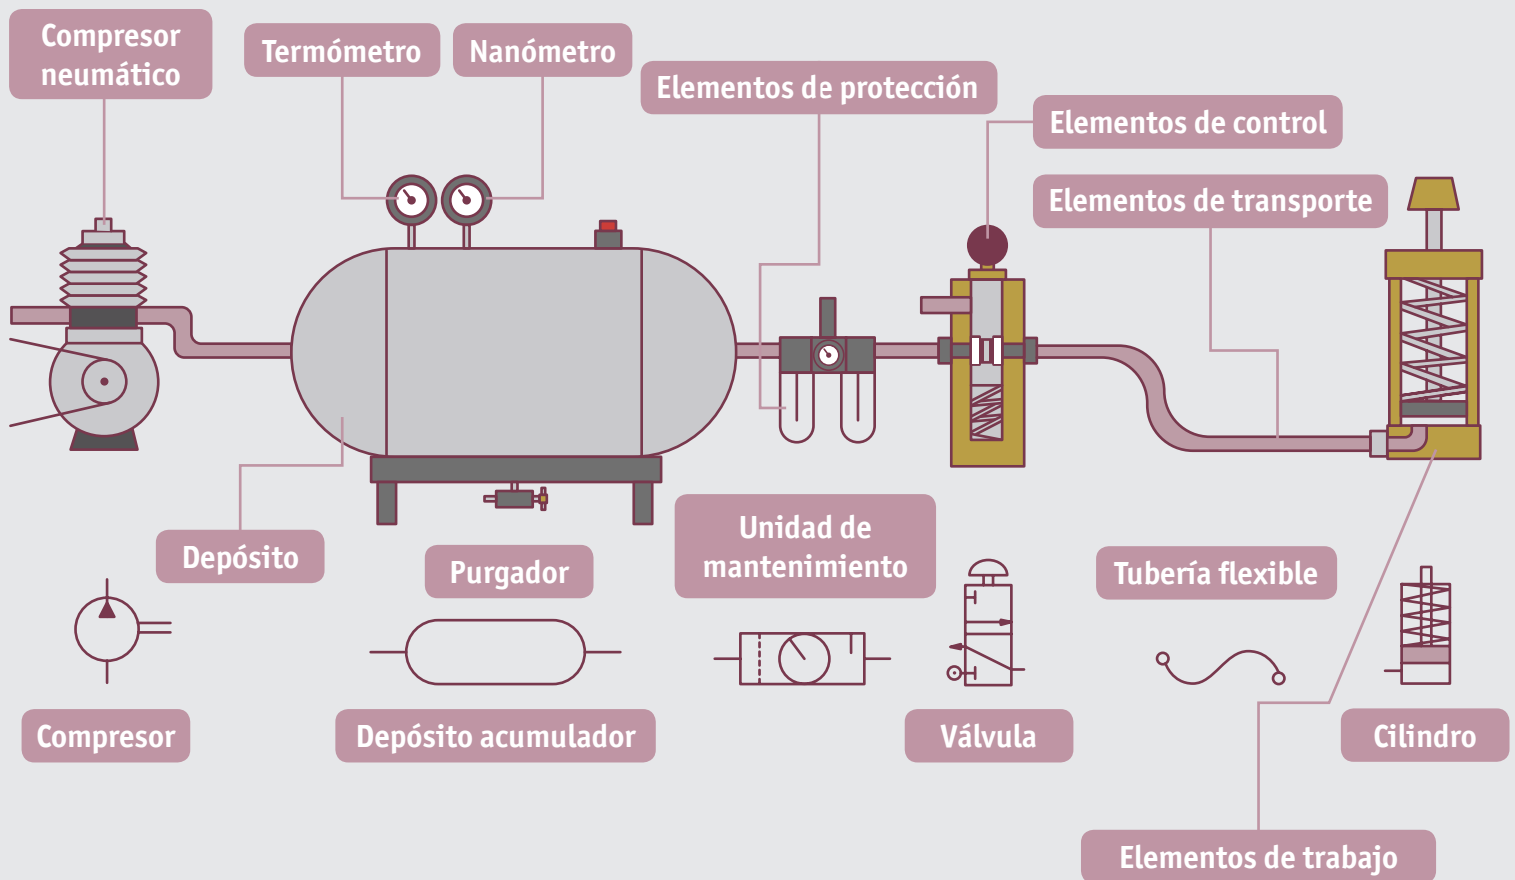 Compresor
neumático
Termómetro
Nanómetro
Elementos de protección
Elementos de control
Elementos de transporte
Depósito
Purgador
Unidad de
mantenimiento
Tubería flexible
Compresor
Depósito acumulador
Válvula
Cilindro
Elementos de trabajo